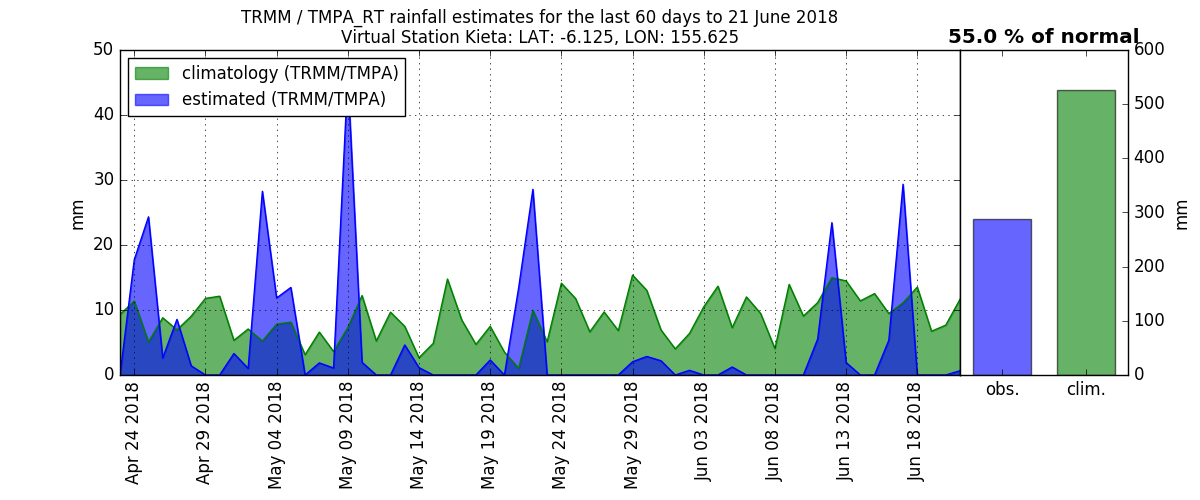 TRMM / TMPA_RT rainfall estimates for the last 60 days to 21 June 2018
Virtual Station Kieta: LAT: -6.125, LON: 155.625
55.0 % of normal
climatology (TRMM/TMPA)
estimated (TRMM/TMPA)
50
40
30
20
10
0
mm
Apr 24 2018
Apr 29 2018
May 04 2018
May 09 2018
May 14 2018
May 19 2018
May 24 2018
May 29 2018
Jun 03 2018
Jun 08 2018
Jun 13 2018
Jun 18 2018
obs.
clim.
600
500
400
300
200
100
0
mm